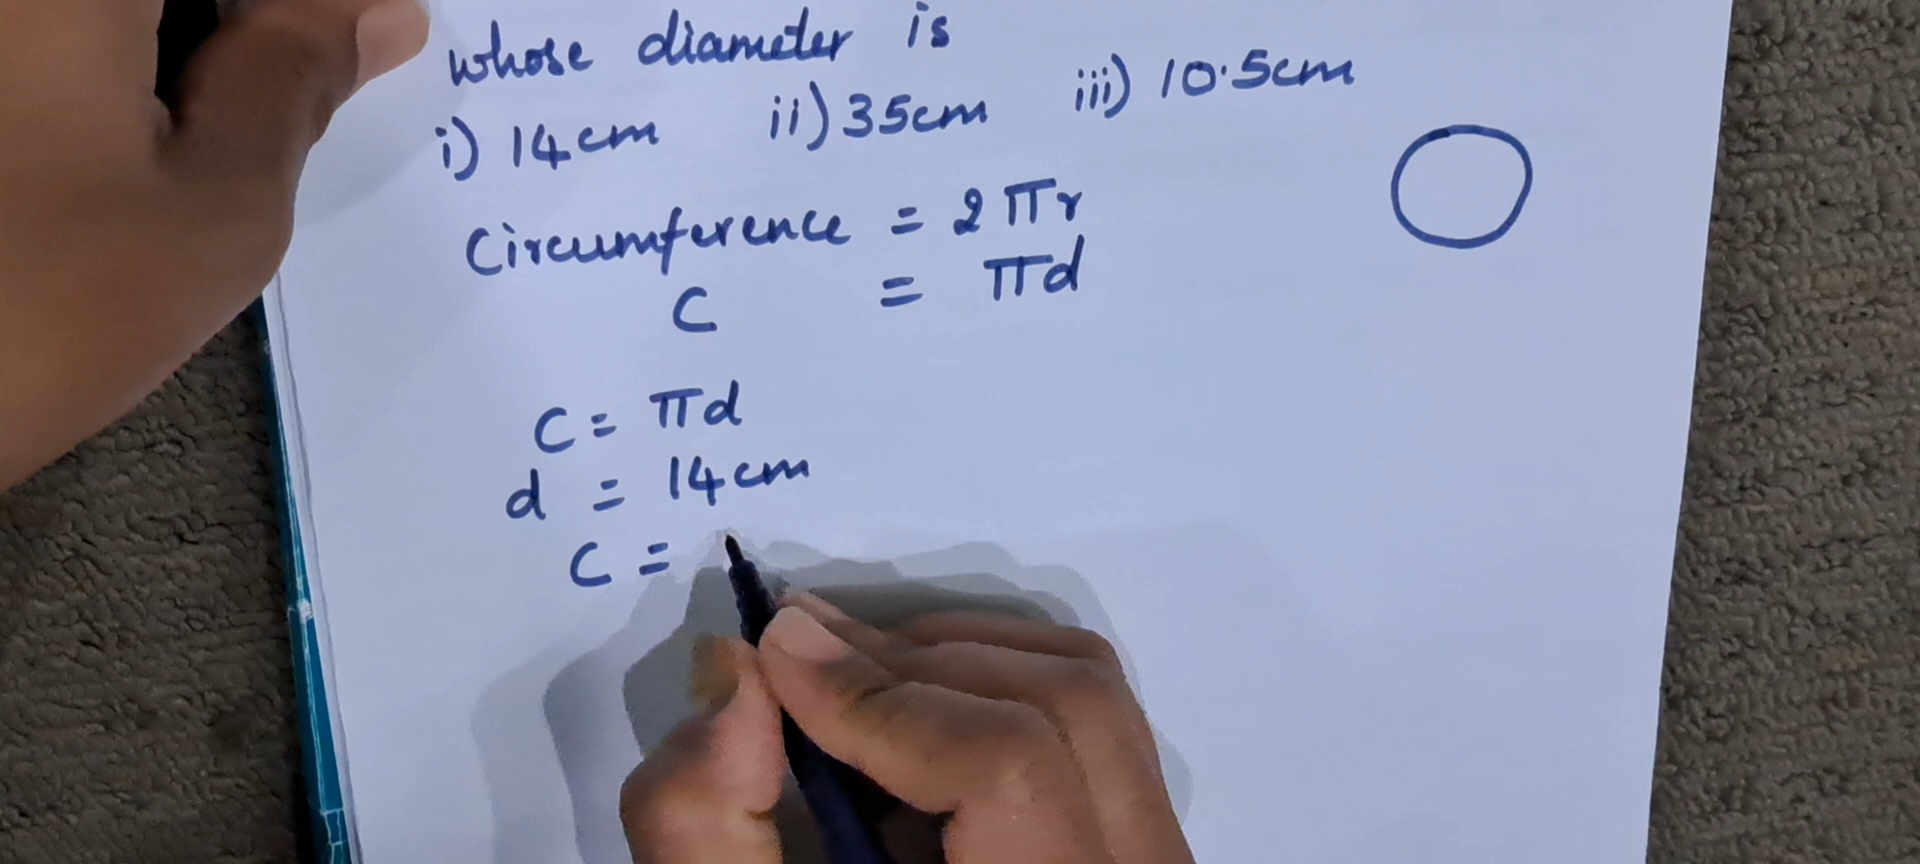 whose diameter is
i) 14cm ii) 35cm iii) 10.5cm
Circumference = 2πr
C = πd
C = πd
d = 14cm
C =